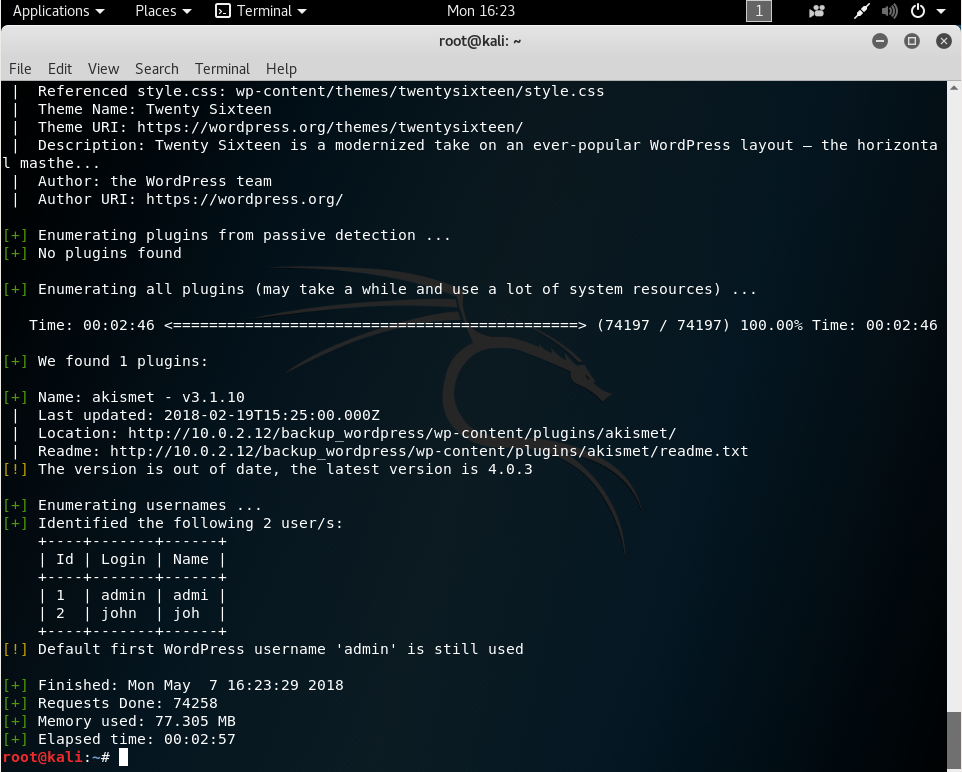 Applications Places Terminal Mon 16:23 1
root@kali: ~
File Edit View Search Terminal Help
| Referenced style.css: wp-content/themes/twentysixteen/style.css
| Theme Name: Twenty Sixteen
| Theme URI: https://wordpress.org/themes/twentysixteen/
| Description: Twenty Sixteen is a modernized take on an ever-popular WordPress layout — the horizonta
l masthe...
| Author: the WordPress team
| Author URI: https://wordpress.org/
[+] Enumerating plugins from passive detection ...
[+] No plugins found
[+] Enumerating all plugins (may take a while and use a lot of system resources) ...
Time: 00:02:46 <=============================================> (74197 / 74197) 100.00% Time: 00:02:46
[+] We found 1 plugins:
[+] Name: akismet - v3.1.10
| Last updated: 2018-02-19T15:25:00.000Z
| Location: http://10.0.2.12/backup_wordpress/wp-content/plugins/akismet/
| Readme: http://10.0.2.12/backup_wordpress/wp-content/plugins/akismet/readme.txt
[!] The version is out of date, the latest version is 4.0.3
[+] Enumerating usernames ...
[+] Identified the following 2 user/s:
+----+-------+------+
| Id | Login | Name |
+----+-------+------+
| 1 | admin | admi |
| 2 | john | joh |
+----+-------+------+
[!] Default first WordPress username 'admin' is still used
[+] Finished: Mon May 7 16:23:29 2018
[+] Requests Done: 74258
[+] Memory used: 77.305 MB
[+] Elapsed time: 00:02:57
root@kali:~#